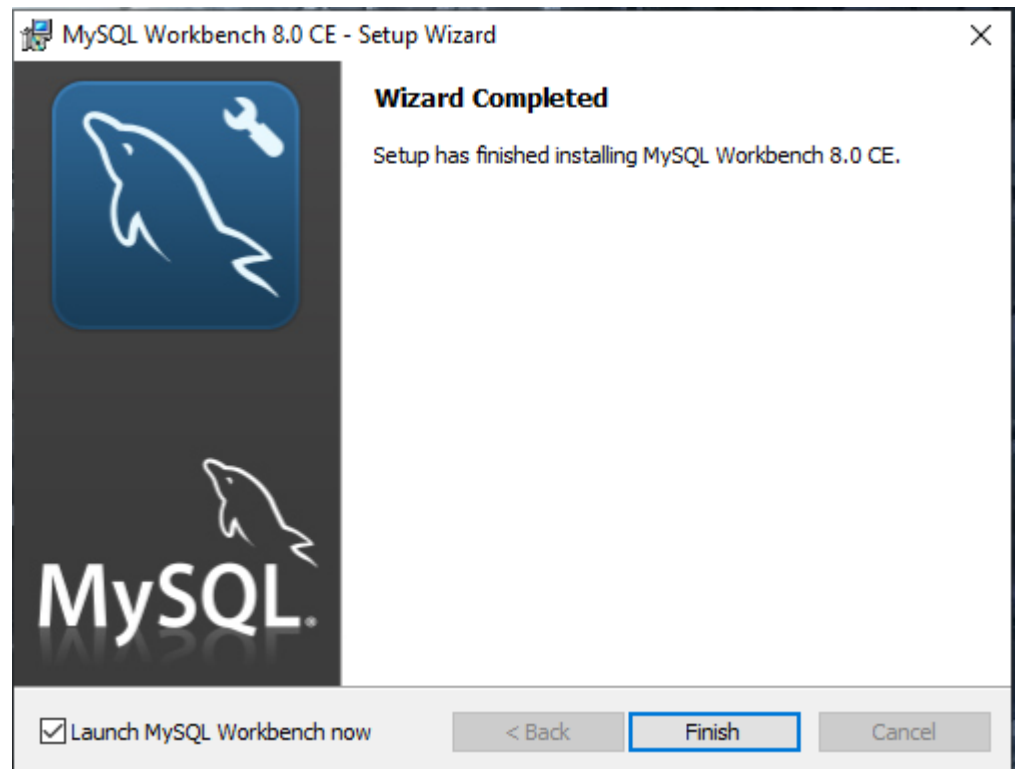 MySQL Workbench 8.0 CE - Setup Wizard
Wizard Completed
Setup has finished installing MySQL Workbench 8.0 CE.
MySQL®
Launch MySQL Workbench now
< Back
Finish
Cancel